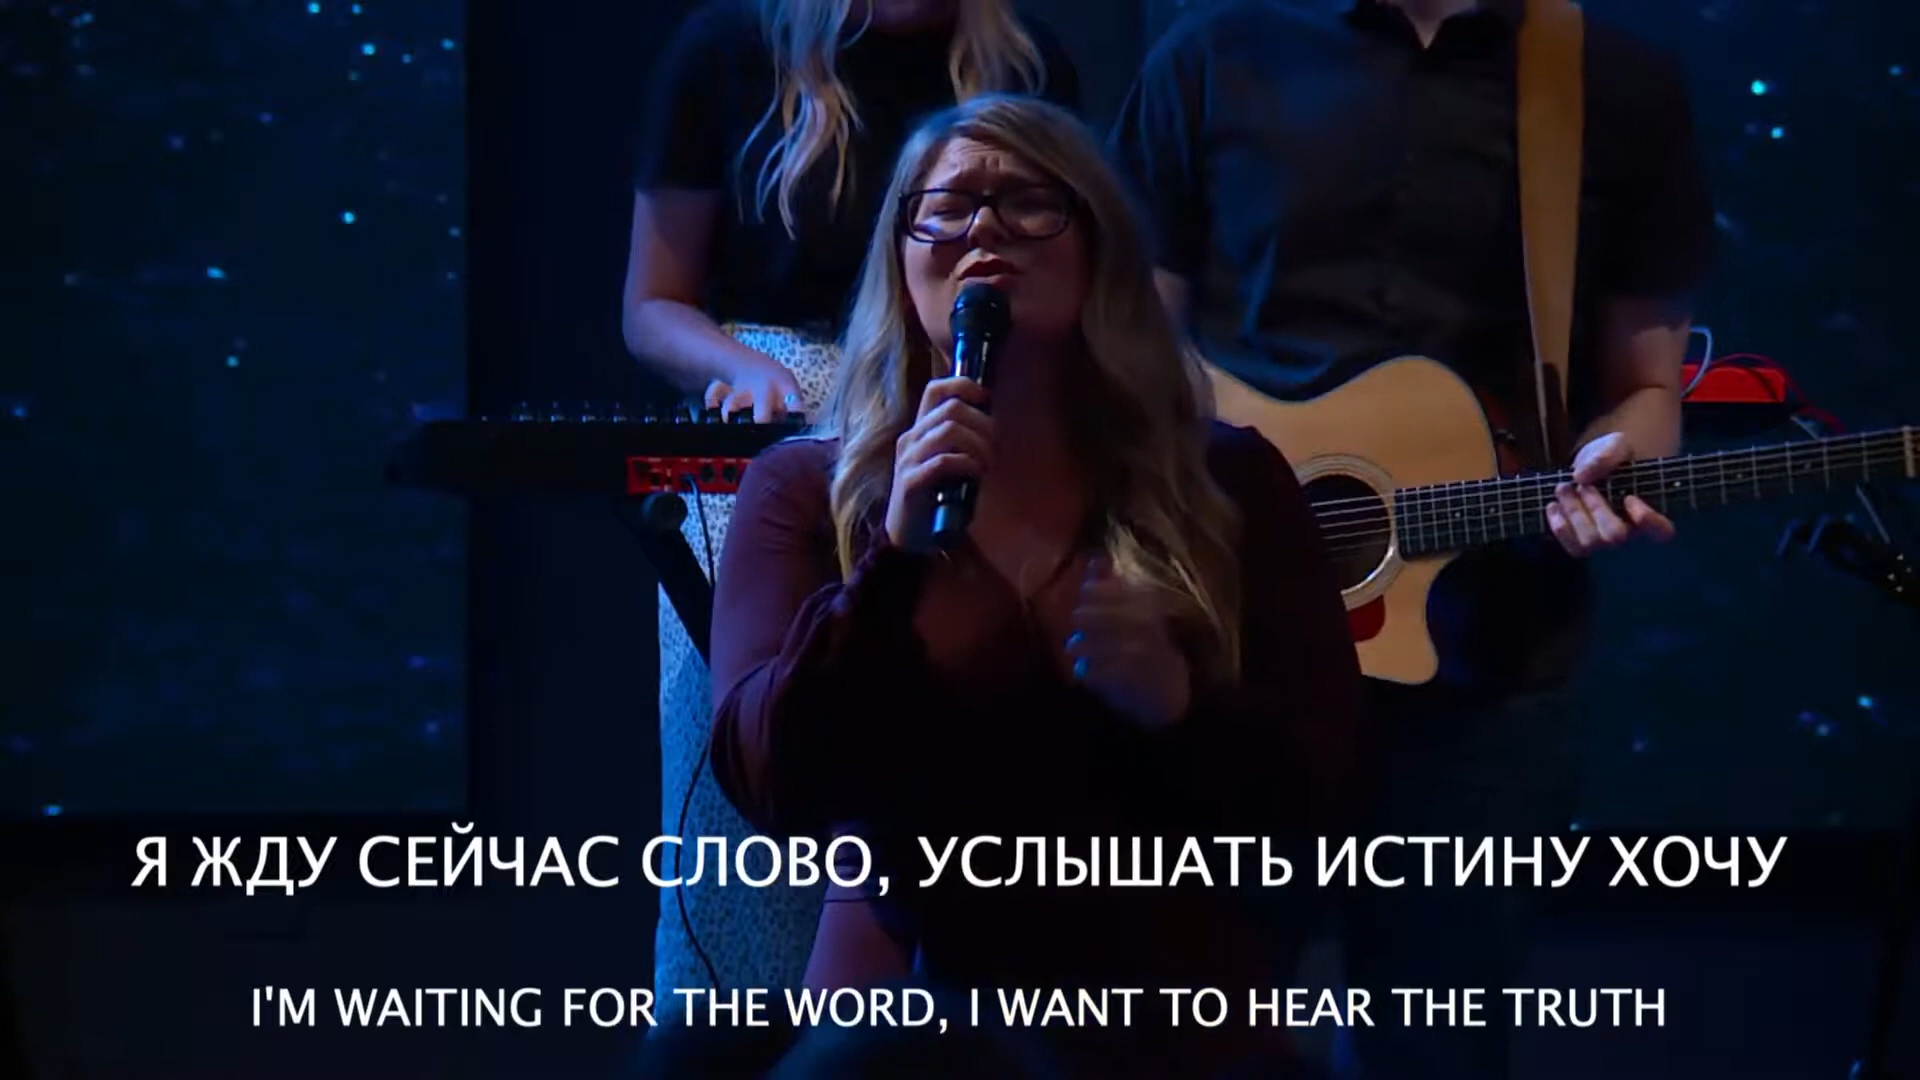 Я ЖДУ СЕЙЧАС СЛОВО, УСЛЫШАТЬ ИСТИНУ ХОЧУ
I'M WAITING FOR THE WORD, I WANT TO HEAR THE TRUTH